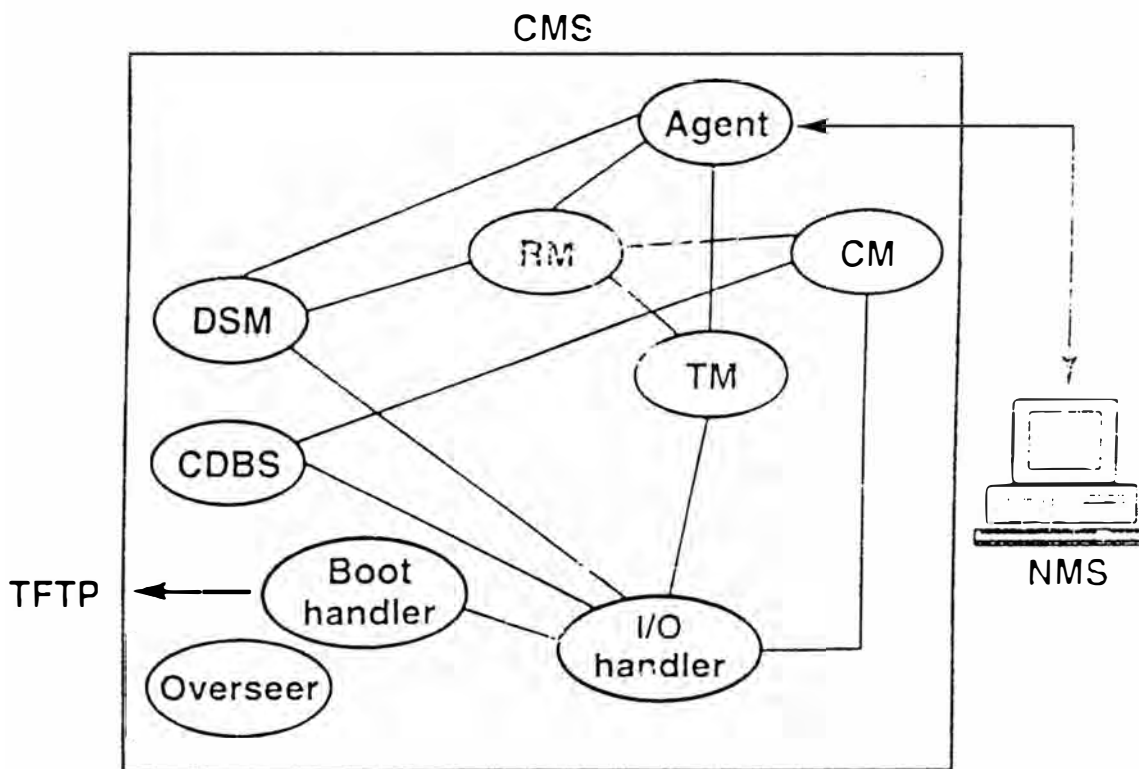 CMS
Agent
RM
CM
DSM
TM
CDBS
NMS
Boot
handler
TFTP
I/O
handler
Overseer